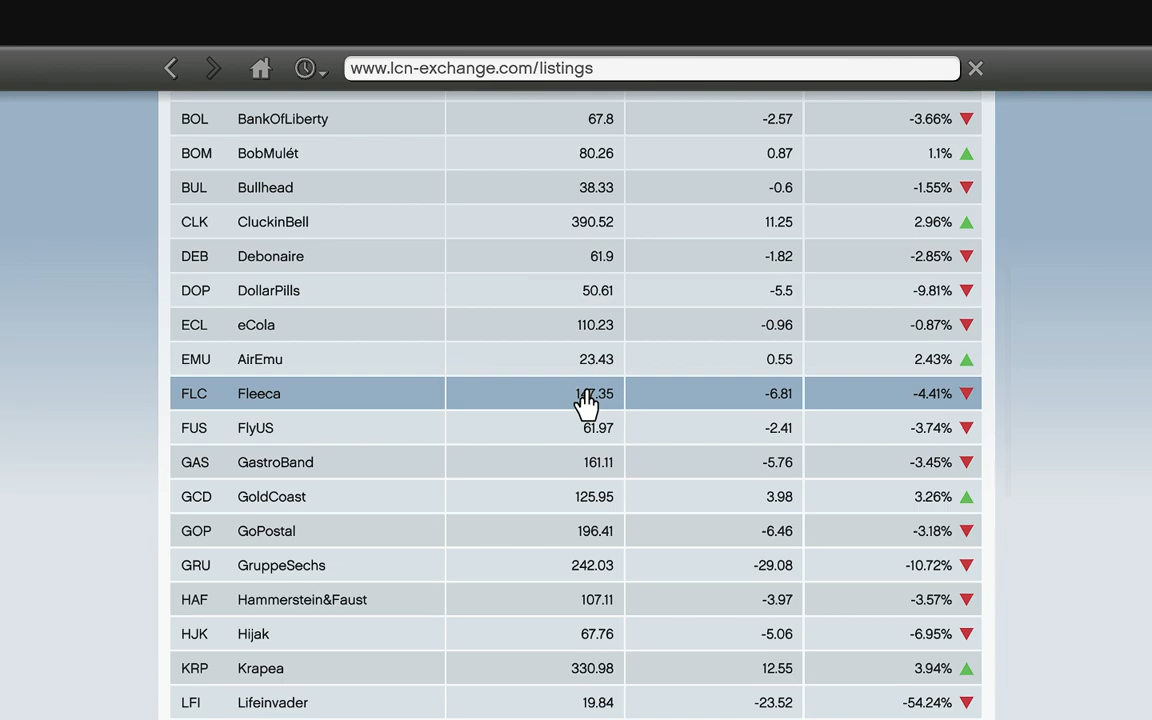 www.lcn-exchange.com/listings
BOL BankOfLiberty 67.8 -2.57 -3.66%
BOM BobMulét 80.26 0.87 1.1%
BUL Bullhead 38.33 -0.6 -1.55%
CLK CluckinBell 390.52 11.25 2.96%
DEB Debonaire 61.9 -1.82 -2.85%
DOP DollarPills 50.61 -5.5 -9.81%
ECL eCola 110.23 -0.96 -0.87%
EMU AirEmu 23.43 0.55 2.43%
FLC Fleeca 147.35 -6.81 -4.41%
FUS FlyUS 61.97 -2.41 -3.74%
GAS GastroBand 161.11 -5.76 -3.45%
GCD GoldCoast 125.95 3.98 3.26%
GOP GoPostal 196.41 -6.46 -3.18%
GRU GruppeSechs 242.03 -29.08 -10.72%
HAF Hammerstein&Faust 107.11 -3.97 -3.57%
HJK Hijak 67.76 -5.06 -6.95%
KRP Krapea 330.98 12.55 3.94%
LFI Lifeinvader 19.84 -23.52 -54.24%